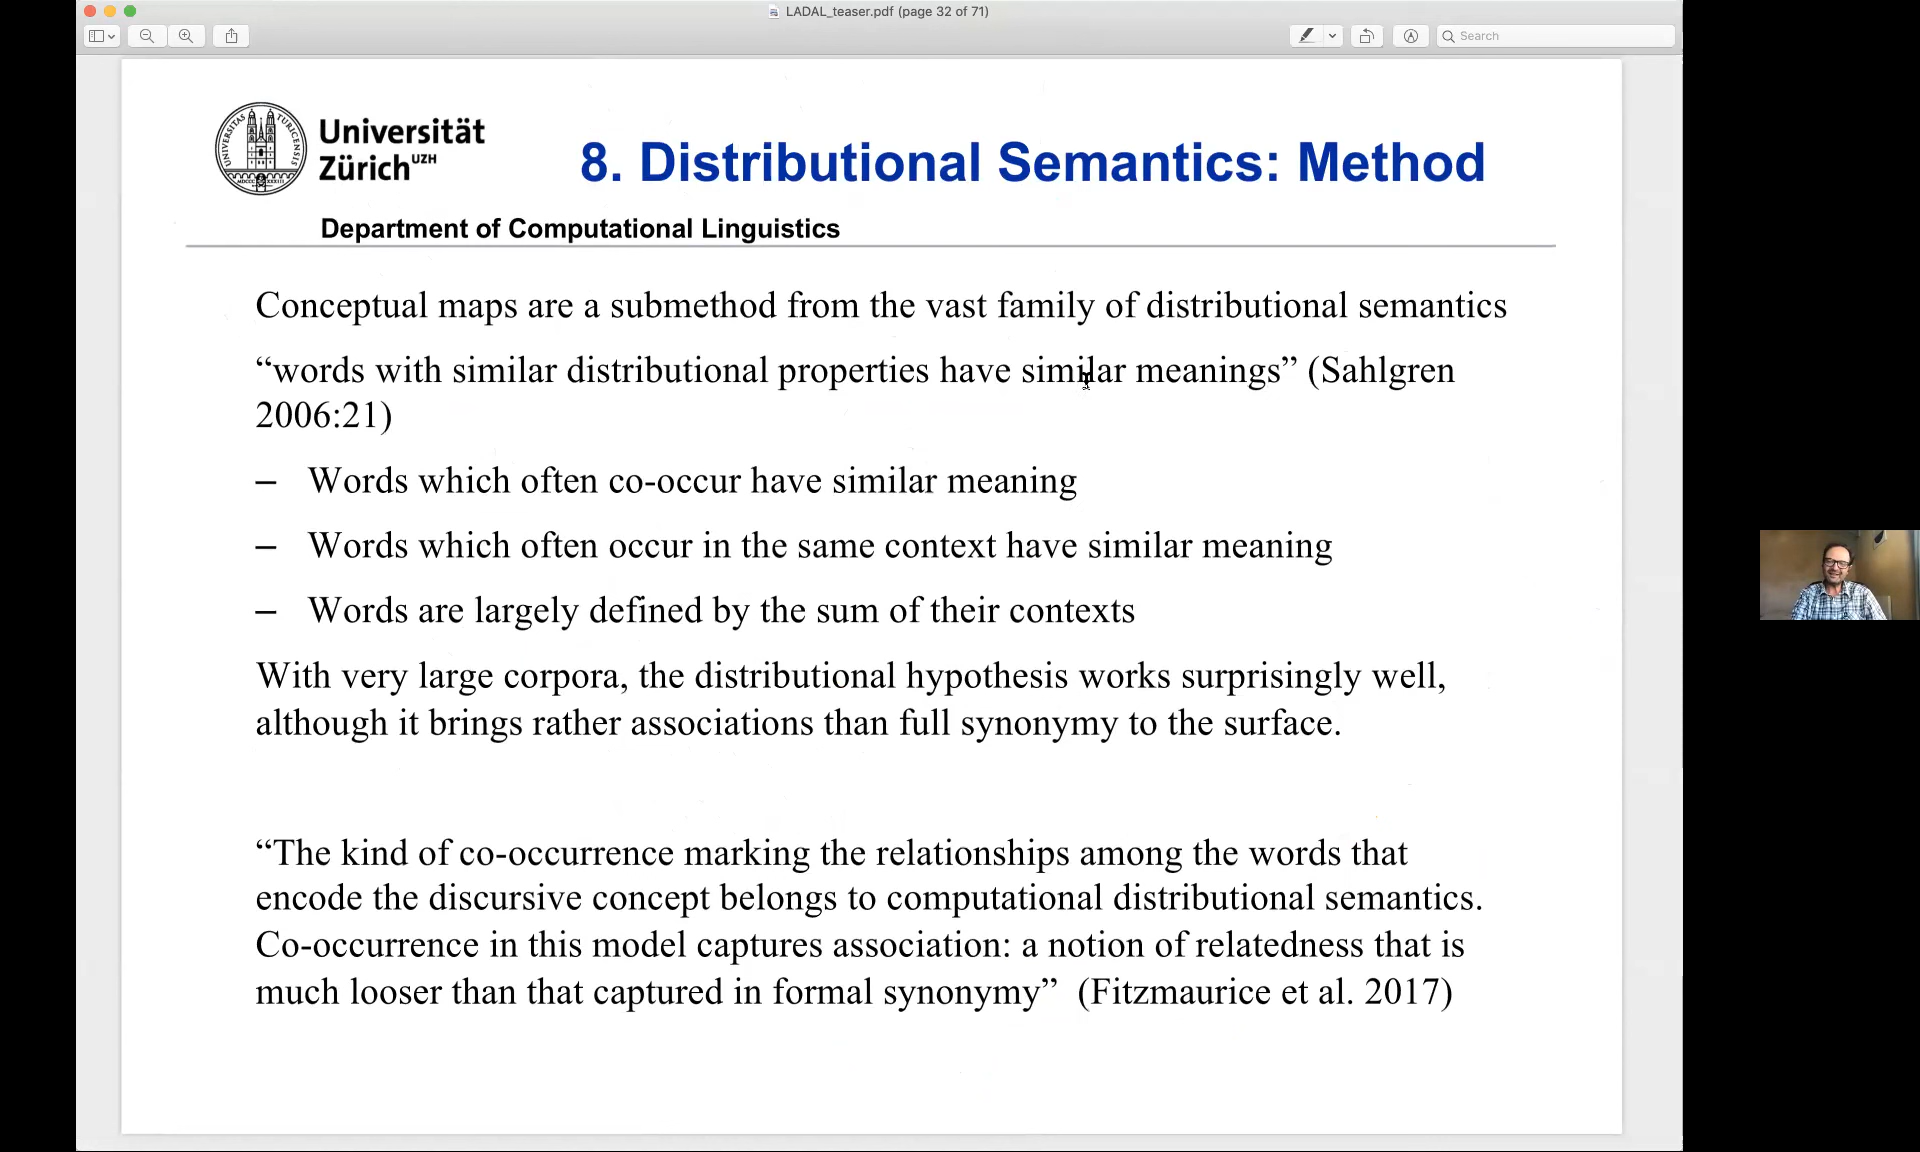 LADAL_teaser.pdf (page 32 of 71)
Search
UNIVERSITAS TURICENSIS
MDCCC XXXIII
Universität
Zürich UZH
8. Distributional Semantics: Method
Department of Computational Linguistics
Conceptual maps are a submethod from the vast family of distributional semantics
“words with similar distributional properties have similar meanings” (Sahlgren
2006:21)
– Words which often co-occur have similar meaning
– Words which often occur in the same context have similar meaning
– Words are largely defined by the sum of their contexts
With very large corpora, the distributional hypothesis works surprisingly well,
although it brings rather associations than full synonymy to the surface.
“The kind of co-occurrence marking the relationships among the words that
encode the discursive concept belongs to computational distributional semantics.
Co-occurrence in this model captures association: a notion of relatedness that is
much looser than that captured in formal synonymy” (Fitzmaurice et al. 2017)